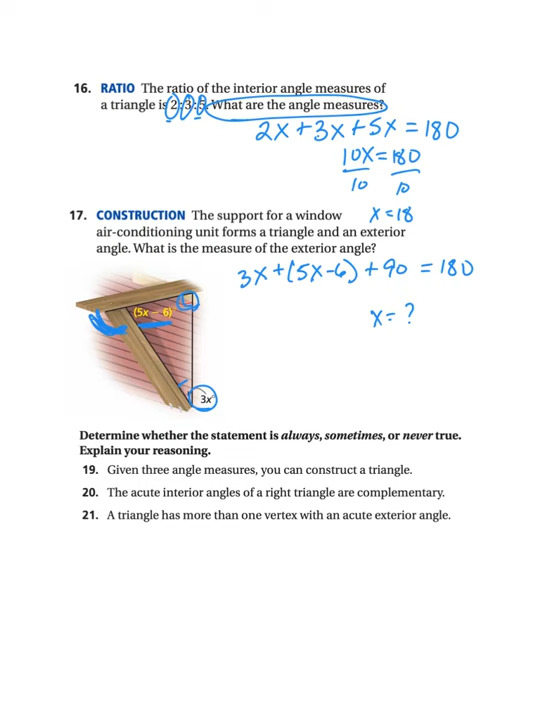 16. RATIO The ratio of the interior angle measures of
a triangle is 2 : 3 : 5. What are the angle measures?
2x + 3x + 5x = 180
10x = 180
10 10
x = 18
17. CONSTRUCTION The support for a window
air-conditioning unit forms a triangle and an exterior
angle. What is the measure of the exterior angle?
3x + (5x - 6) + 90 = 180
(5x − 6)°
x = ?
3x°
Determine whether the statement is always, sometimes, or never true.
Explain your reasoning.
19. Given three angle measures, you can construct a triangle.
20. The acute interior angles of a right triangle are complementary.
21. A triangle has more than one vertex with an acute exterior angle.